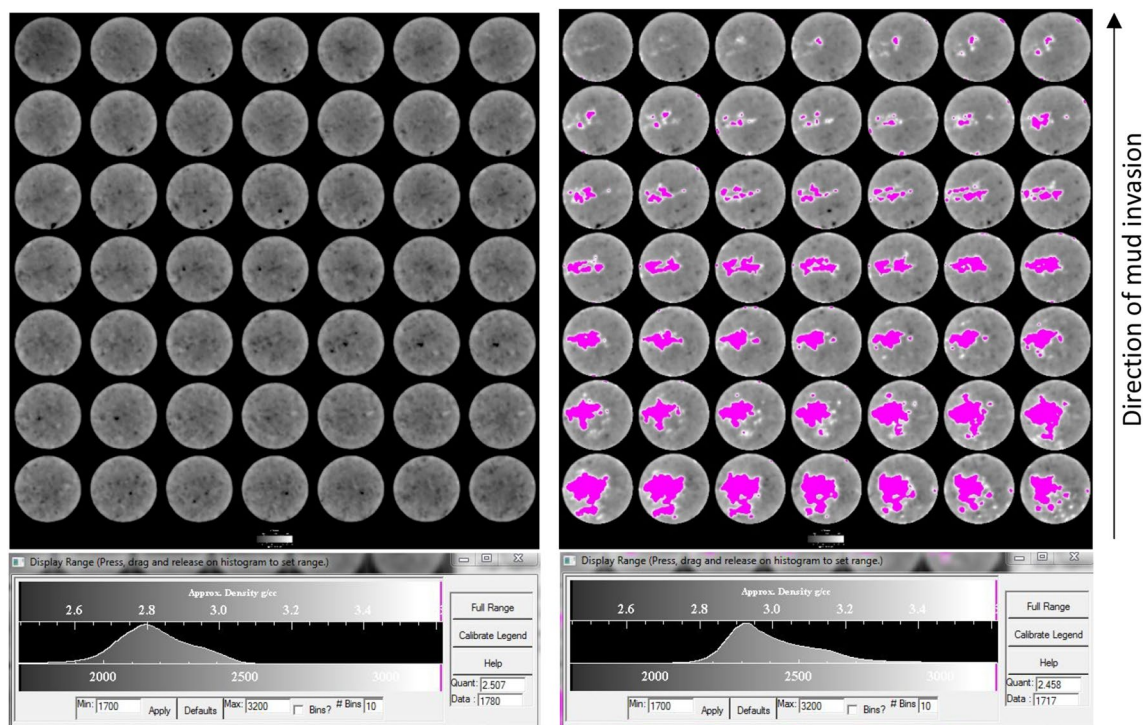 Direction of mud invasion
Display Range (Press, drag and release on histogram to set range.)
Approx. Density g/cc
2.6 2.8 3.0 3.2 3.4
2000 2500 3000
Full Range
Calibrate Legend
Help
Quant: 2.507
Data : 1780
Min: 1700 Apply Defaults Max: 3200 Bins? # Bins 10
Display Range (Press, drag and release on histogram to set range.)
Approx. Density g/cc
2.6 2.8 3.0 3.2 3.4
2000 2500 3000
Full Range
Calibrate Legend
Help
Quant: 2.458
Data : 1717
Min: 1700 Apply Defaults Max: 3200 Bins? # Bins 10